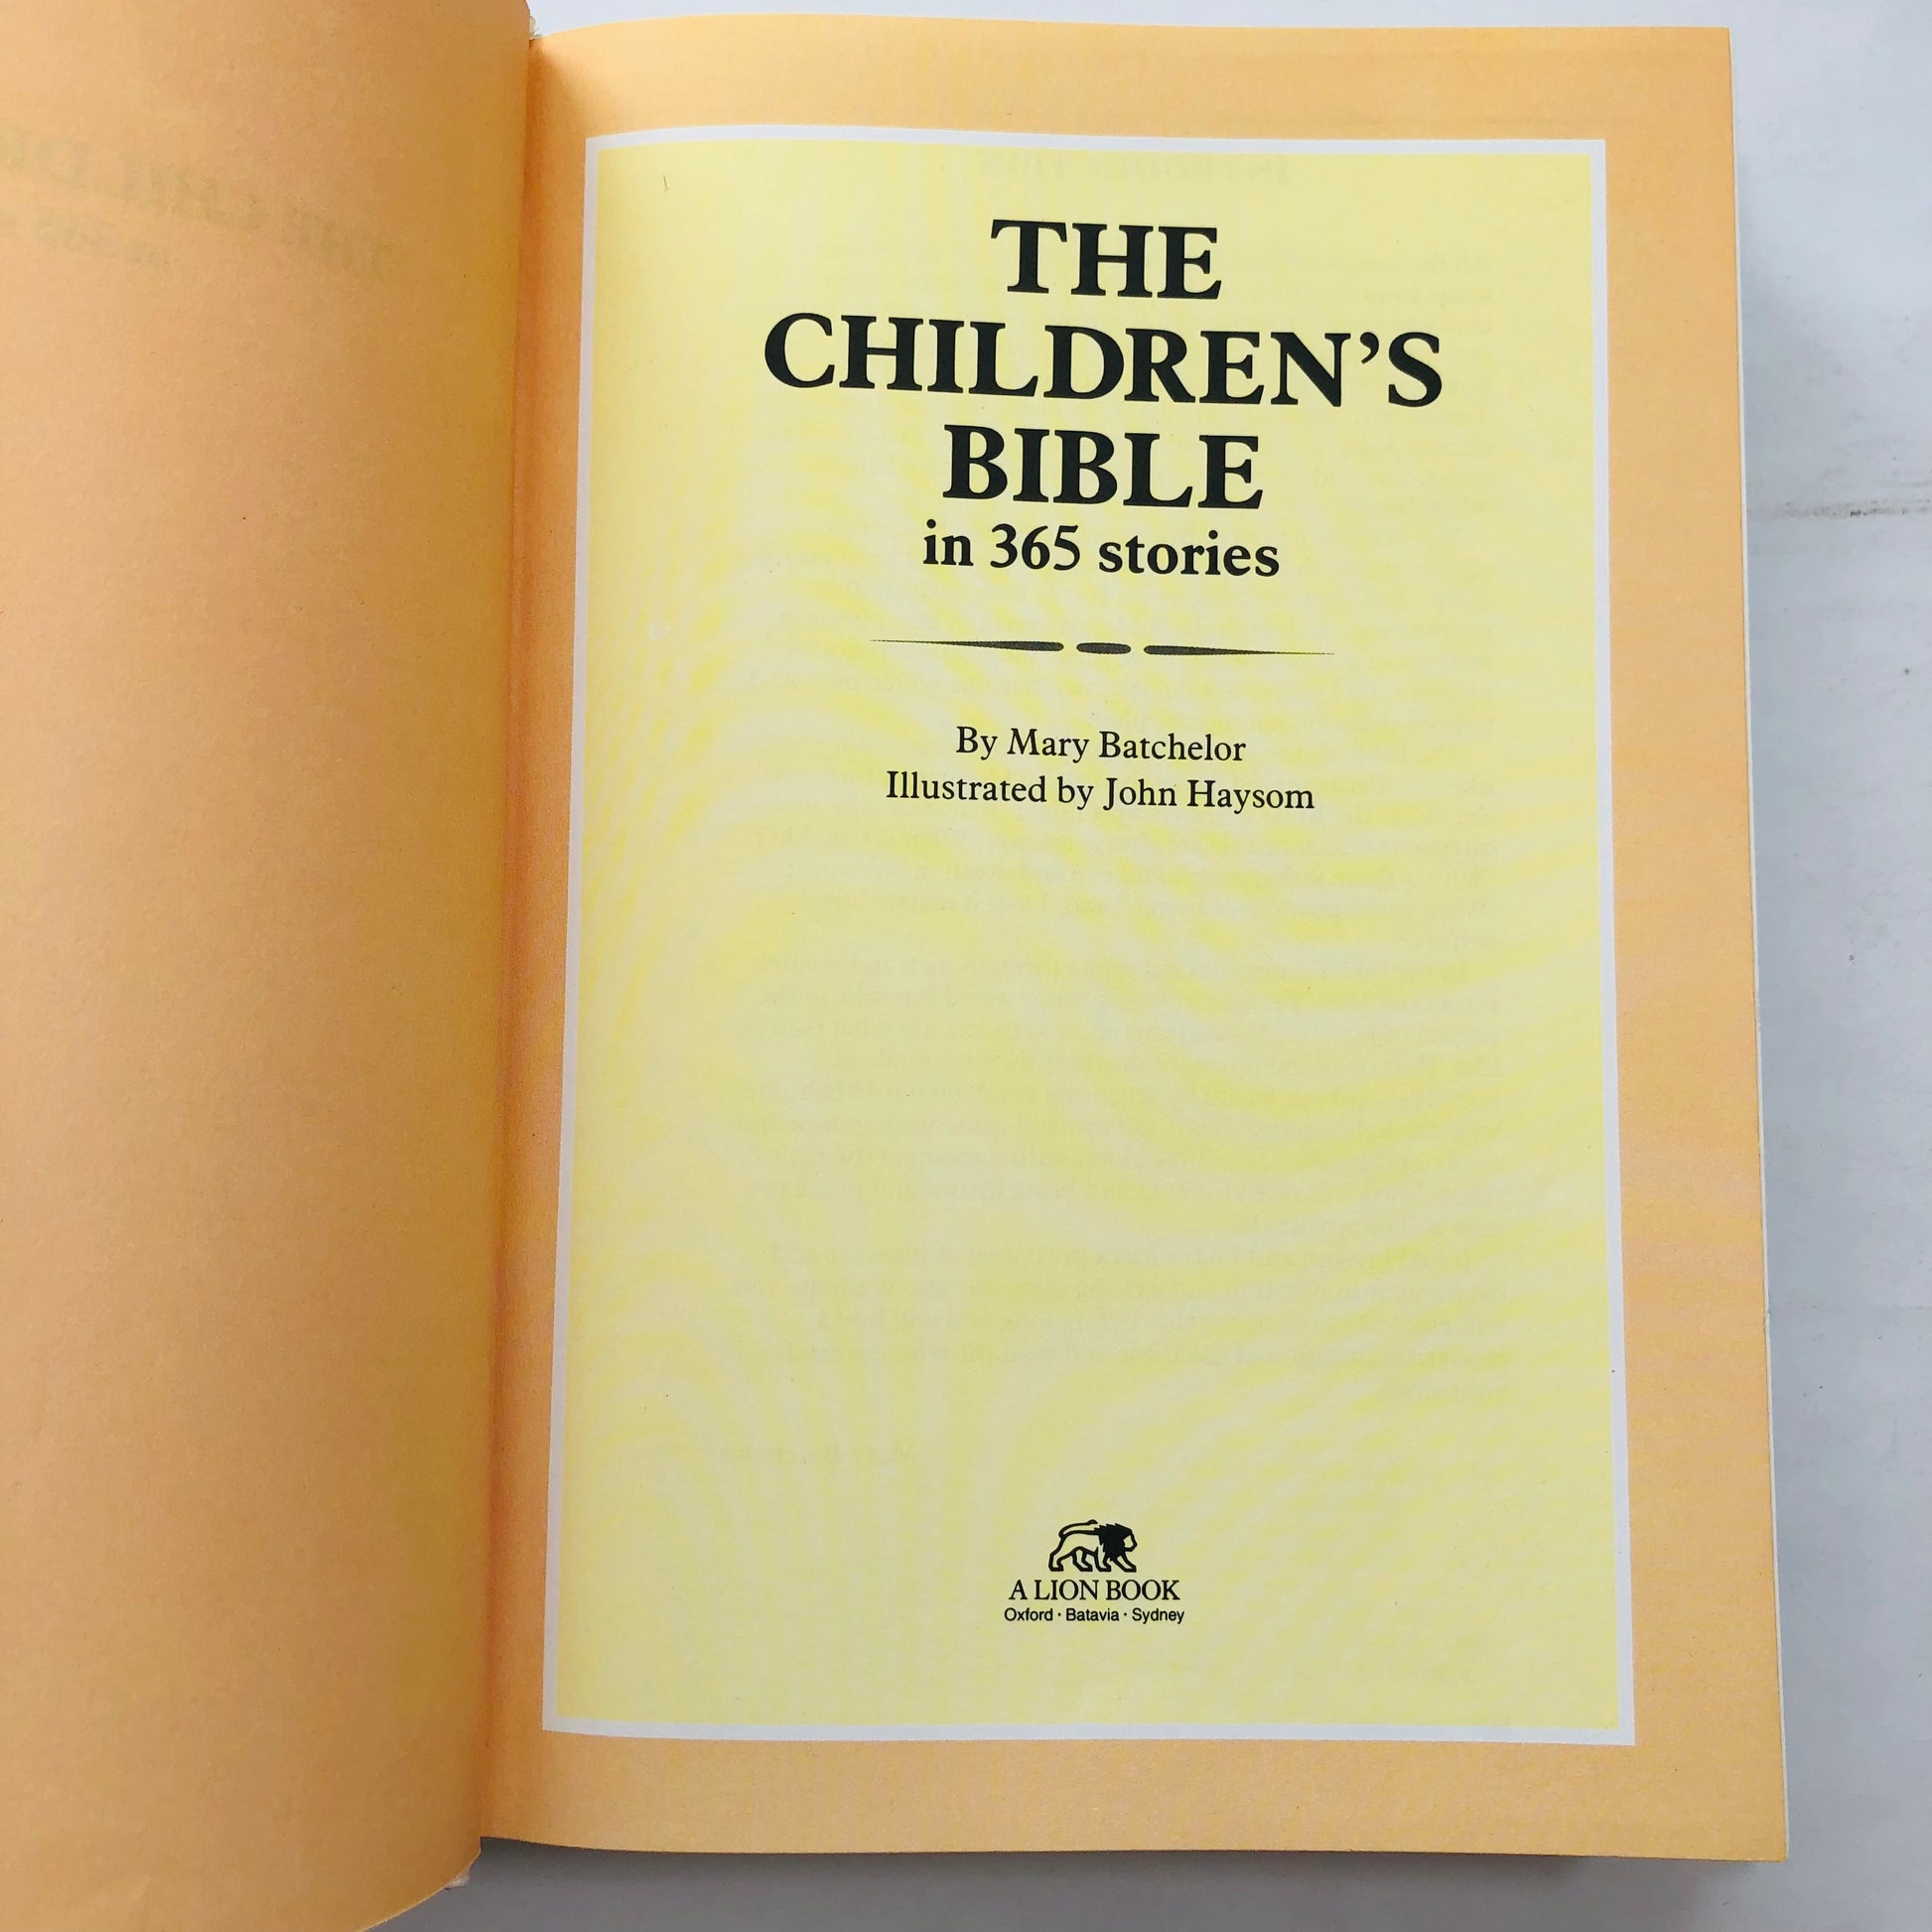 THE
CHILDREN’S
BIBLE
in 365 stories
By Mary Batchelor
Illustrated by John Haysom
A LION BOOK
Oxford · Batavia · Sydney